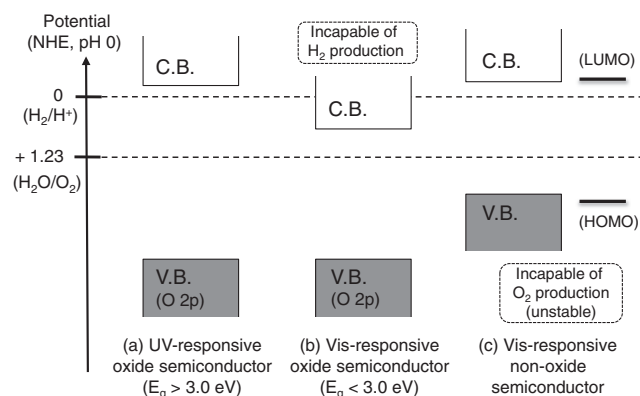 Potential
(NHE, pH 0)
0
(H₂/H⁺)
+ 1.23
(H₂O/O₂)
C.B.
V.B.
(O 2p)
(a) UV-responsive
oxide semiconductor
(E_g > 3.0 eV)
Incapable of
H₂ production
C.B.
V.B.
(O 2p)
(b) Vis-responsive
oxide semiconductor
(E_g < 3.0 eV)
C.B.
(LUMO)
V.B.
(HOMO)
Incapable of
O₂ production
(unstable)
(c) Vis-responsive
non-oxide
semiconductor